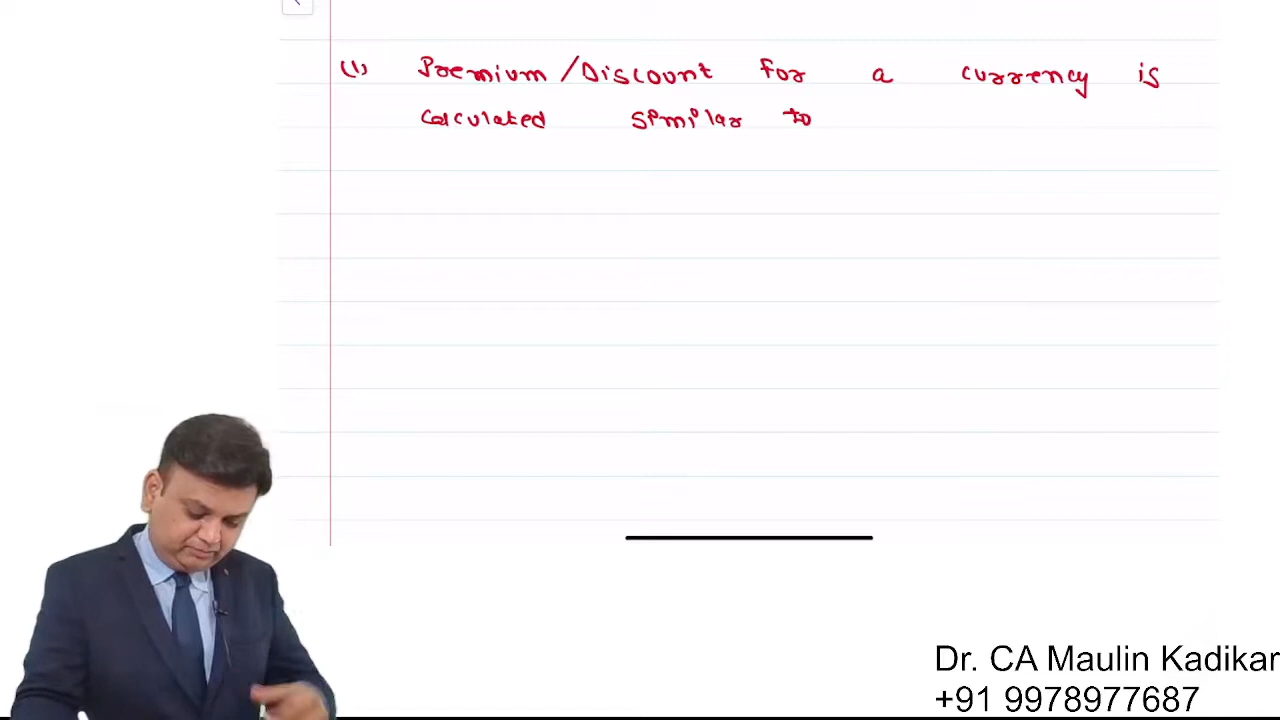 (1) Premium/Discount for a currency is
calculated similar to
Dr. CA Maulin Kadikar
+91 9978977687